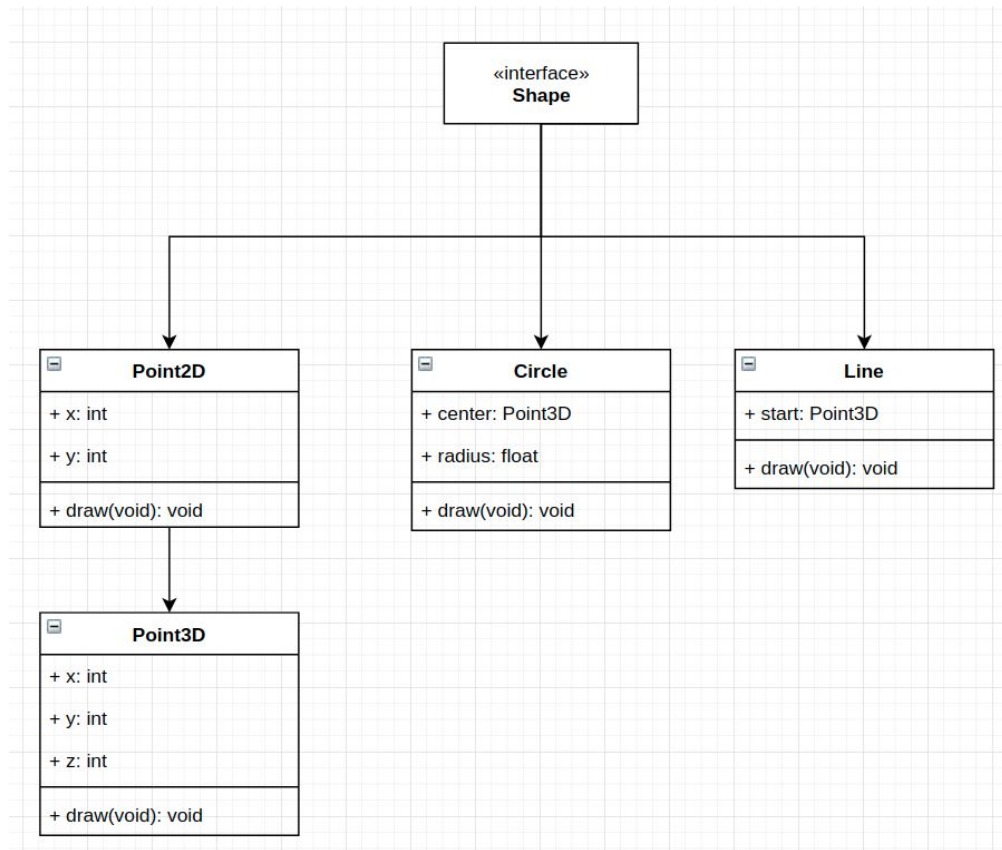 «interface»
Shape
Point2D
+ x: int
+ y: int
+ draw(void): void
Circle
+ center: Point3D
+ radius: float
+ draw(void): void
Line
+ start: Point3D
+ draw(void): void
Point3D
+ x: int
+ y: int
+ z: int
+ draw(void): void